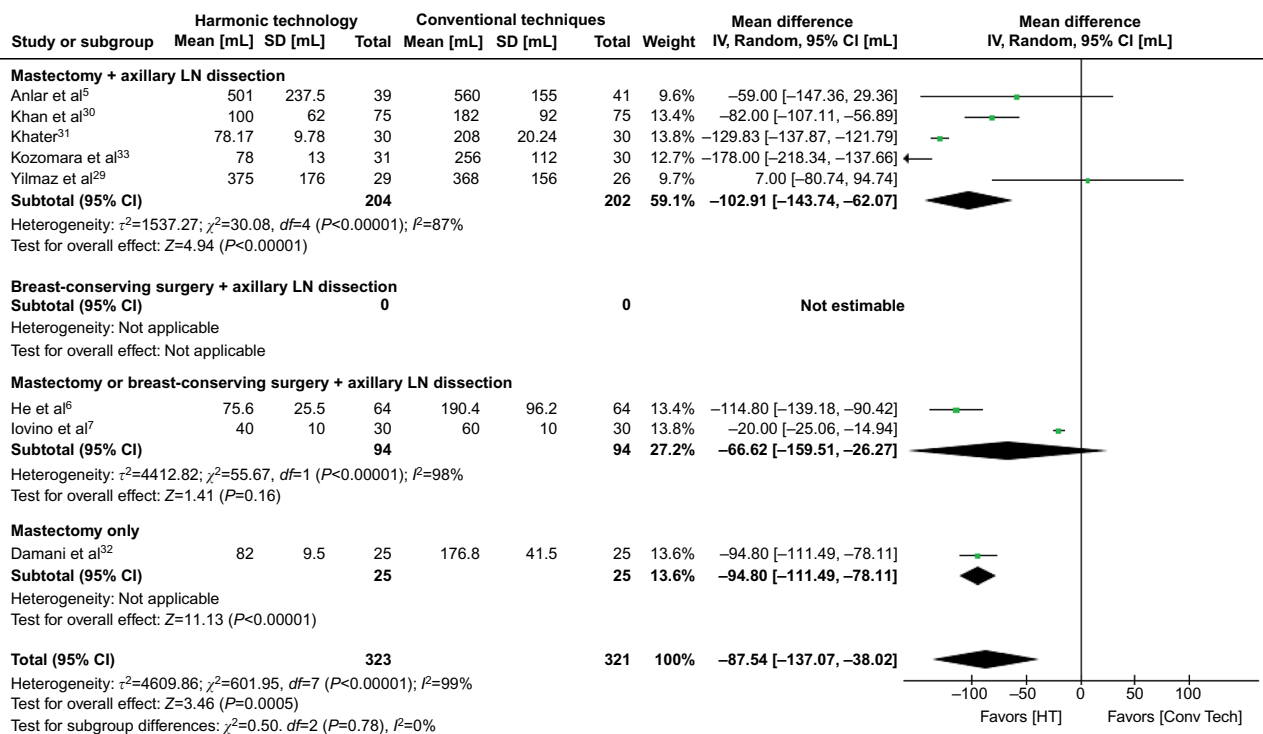 Harmonic technology Conventional techniques Mean difference Mean difference
Study or subgroup Mean [mL] SD [mL] Total Mean [mL] SD [mL] Total Weight IV, Random, 95% CI [mL] IV, Random, 95% CI [mL]
Mastectomy + axillary LN dissection
Anlar et al5 501 237.5 39 560 155 41 9.6% –59.00 [–147.36, 29.36]
Khan et al30 100 62 75 182 92 75 13.4% –82.00 [–107.11, –56.89]
Khater31 78.17 9.78 30 208 20.24 30 13.8% –129.83 [–137.87, –121.79]
Kozomara et al33 78 13 31 256 112 30 12.7% –178.00 [–218.34, –137.66]
Yilmaz et al29 375 176 29 368 156 26 9.7% 7.00 [–80.74, 94.74]
Subtotal (95% CI) 204 202 59.1% –102.91 [–143.74, –62.07]
Heterogeneity: τ2=1537.27; χ2=30.08, df=4 (P<0.00001); I2=87%
Test for overall effect: Z=4.94 (P<0.00001)
Breast-conserving surgery + axillary LN dissection
Subtotal (95% CI) 0 0 Not estimable
Heterogeneity: Not applicable
Test for overall effect: Not applicable
Mastectomy or breast-conserving surgery + axillary LN dissection
He et al6 75.6 25.5 64 190.4 96.2 64 13.4% –114.80 [–139.18, –90.42]
Iovino et al7 40 10 30 60 10 30 13.8% –20.00 [–25.06, –14.94]
Subtotal (95% CI) 94 94 27.2% –66.62 [–159.51, –26.27]
Heterogeneity: τ2=4412.82; χ2=55.67, df=1 (P<0.00001); I2=98%
Test for overall effect: Z=1.41 (P=0.16)
Mastectomy only
Damani et al32 82 9.5 25 176.8 41.5 25 13.6% –94.80 [–111.49, –78.11]
Subtotal (95% CI) 25 25 13.6% –94.80 [–111.49, –78.11]
Heterogeneity: Not applicable
Test for overall effect: Z=11.13 (P<0.00001)
Total (95% CI) 323 321 100% –87.54 [–137.07, –38.02]
Heterogeneity: τ2=4609.86; χ2=601.95, df=7 (P<0.00001); I2=99%
Test for overall effect: Z=3.46 (P=0.0005)
Test for subgroup differences: χ2=0.50. df=2 (P=0.78), I2=0%
–100 –50 0 50 100
Favors [HT] Favors [Conv Tech]